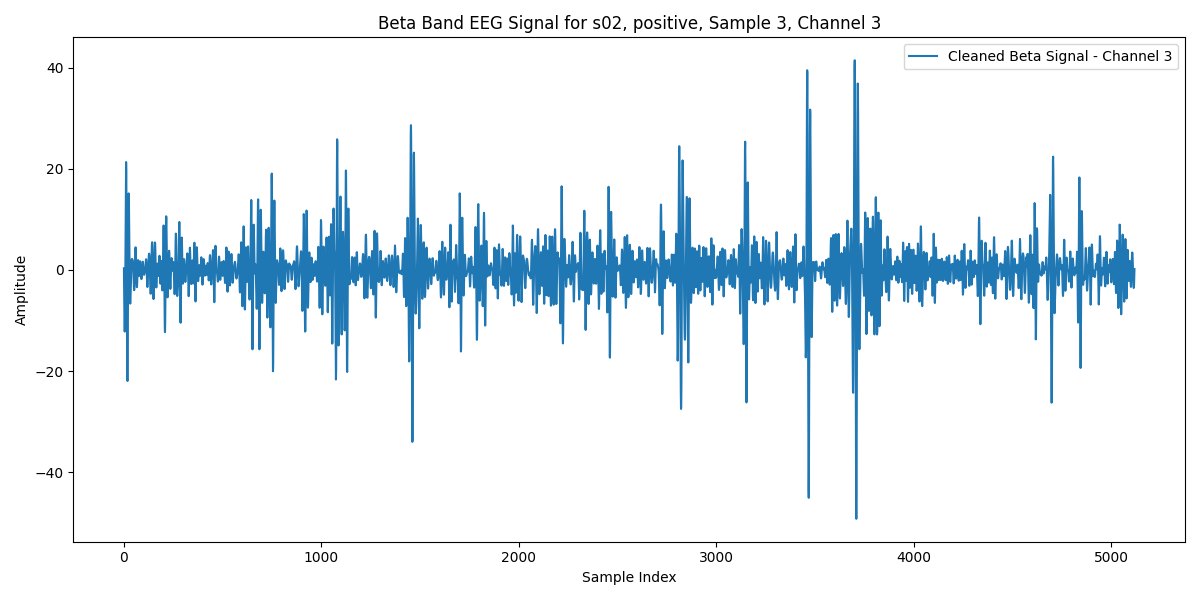 Beta Band EEG Signal for s02, positive, Sample 3, Channel 3
Cleaned Beta Signal - Channel 3
Amplitude
40
20
0
−20
−40
0 1000 2000 3000 4000 5000
Sample Index